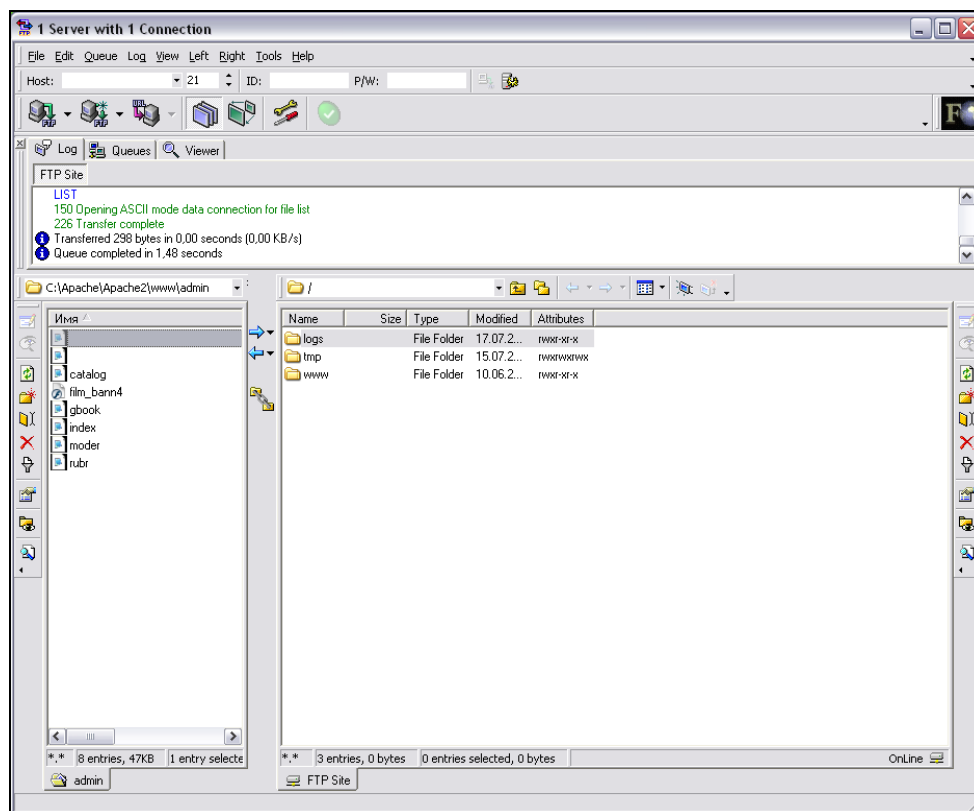 1 Server with 1 Connection
File Edit Queue Log View Left Right Tools Help
Host: 21 ID: P/W:
Log Queues Viewer
FTP Site
LIST
150 Opening ASCII mode data connection for file list
226 Transfer complete
Transferred 298 bytes in 0,00 seconds (0,00 KB/s)
Queue completed in 1,48 seconds
C:\Apache\Apache2\www\admin /
Имя
catalog
film_bann4
gbook
index
moder
rubr
Name Size Type Modified Attributes
logs File Folder 17.07.2... rwxr-xr-x
tmp File Folder 15.07.2... rwxrwxrwx
www File Folder 10.06.2... rwxr-xr-x
*.* 8 entries, 47KB 1 entry selecte
*.* 3 entries, 0 bytes 0 entries selected, 0 bytes OnLine
admin FTP Site